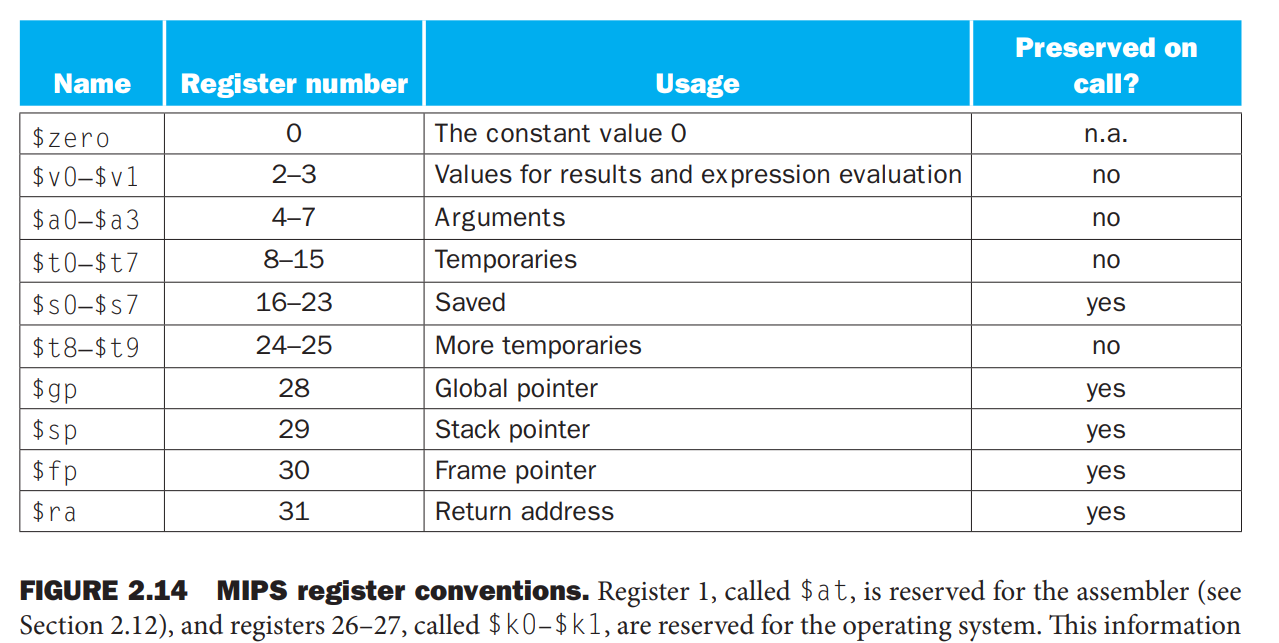 Name Register number Usage Preserved on call?
$zero 0 The constant value 0 n.a.
$v0–$v1 2–3 Values for results and expression evaluation no
$a0–$a3 4–7 Arguments no
$t0–$t7 8–15 Temporaries no
$s0–$s7 16–23 Saved yes
$t8–$t9 24–25 More temporaries no
$gp 28 Global pointer yes
$sp 29 Stack pointer yes
$fp 30 Frame pointer yes
$ra 31 Return address yes
FIGURE 2.14 MIPS register conventions. Register 1, called $at, is reserved for the assembler (see
Section 2.12), and registers 26–27, called $k0–$k1, are reserved for the operating system. This information